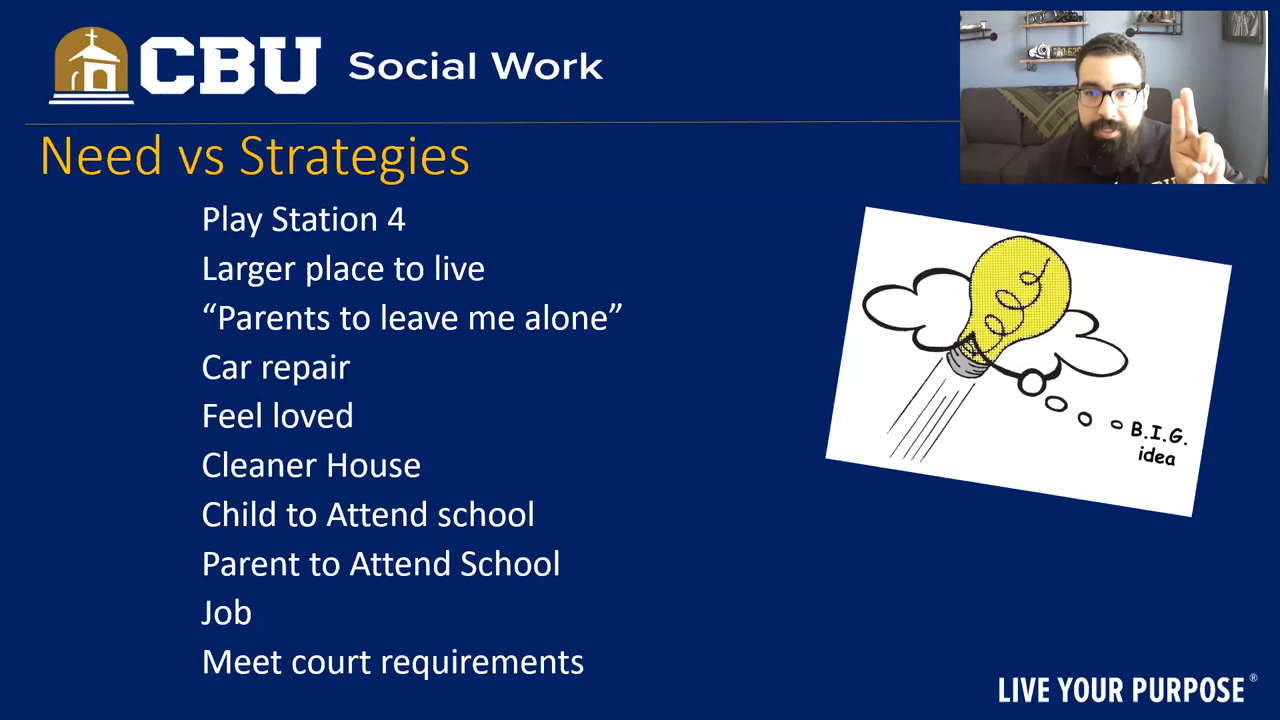 CBU Social Work
Need vs Strategies
Play Station 4
Larger place to live
“Parents to leave me alone”
Car repair
Feel loved
Cleaner House
Child to Attend school
Parent to Attend School
Job
Meet court requirements
B.I.G.
idea
LIVE YOUR PURPOSE®